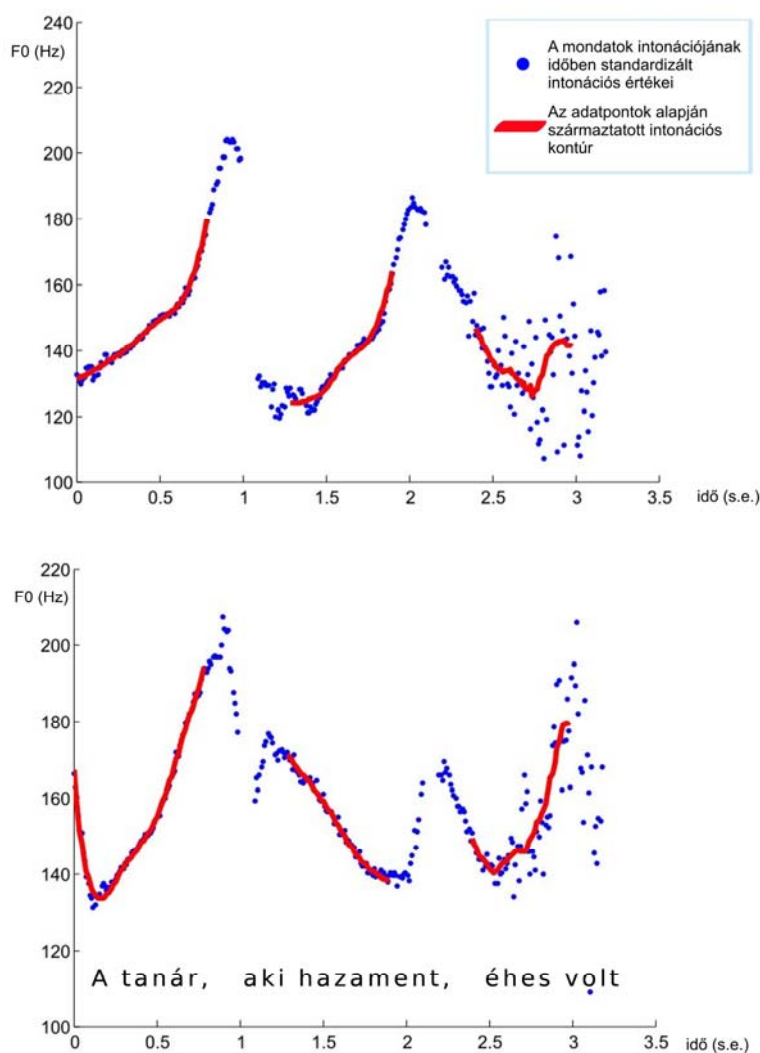 240
F0 (Hz)
220
200
180
160
140
120
100
0
0.5
1
1.5
2
2.5
3
3.5
idő (s.e.)
A mondatok intonációjának
időben standardizált
intonációs értékei
Az adatpontok alapján
származtatott intonációs
kontúr
220
F0 (Hz)
200
180
160
140
120
100
A tanár, aki hazament, éhes volt
0
0.5
1
1.5
2
2.5
3
3.5
idő (s.e.)